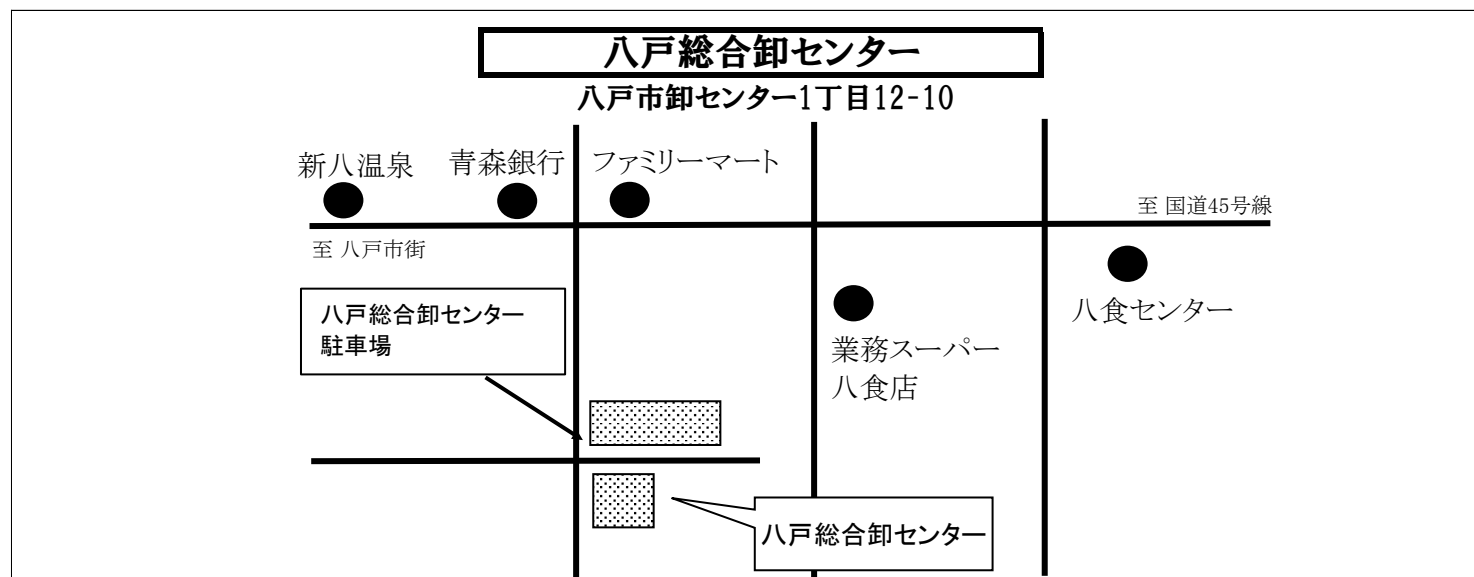 八戸総合卸センター
八戸市卸センター1丁目12-10
新八温泉
青森銀行
ファミリーマート
至 国道45号線
至 八戸市街
八食センター
八戸総合卸センター
駐車場
業務スーパー
八食店
八戸総合卸センター